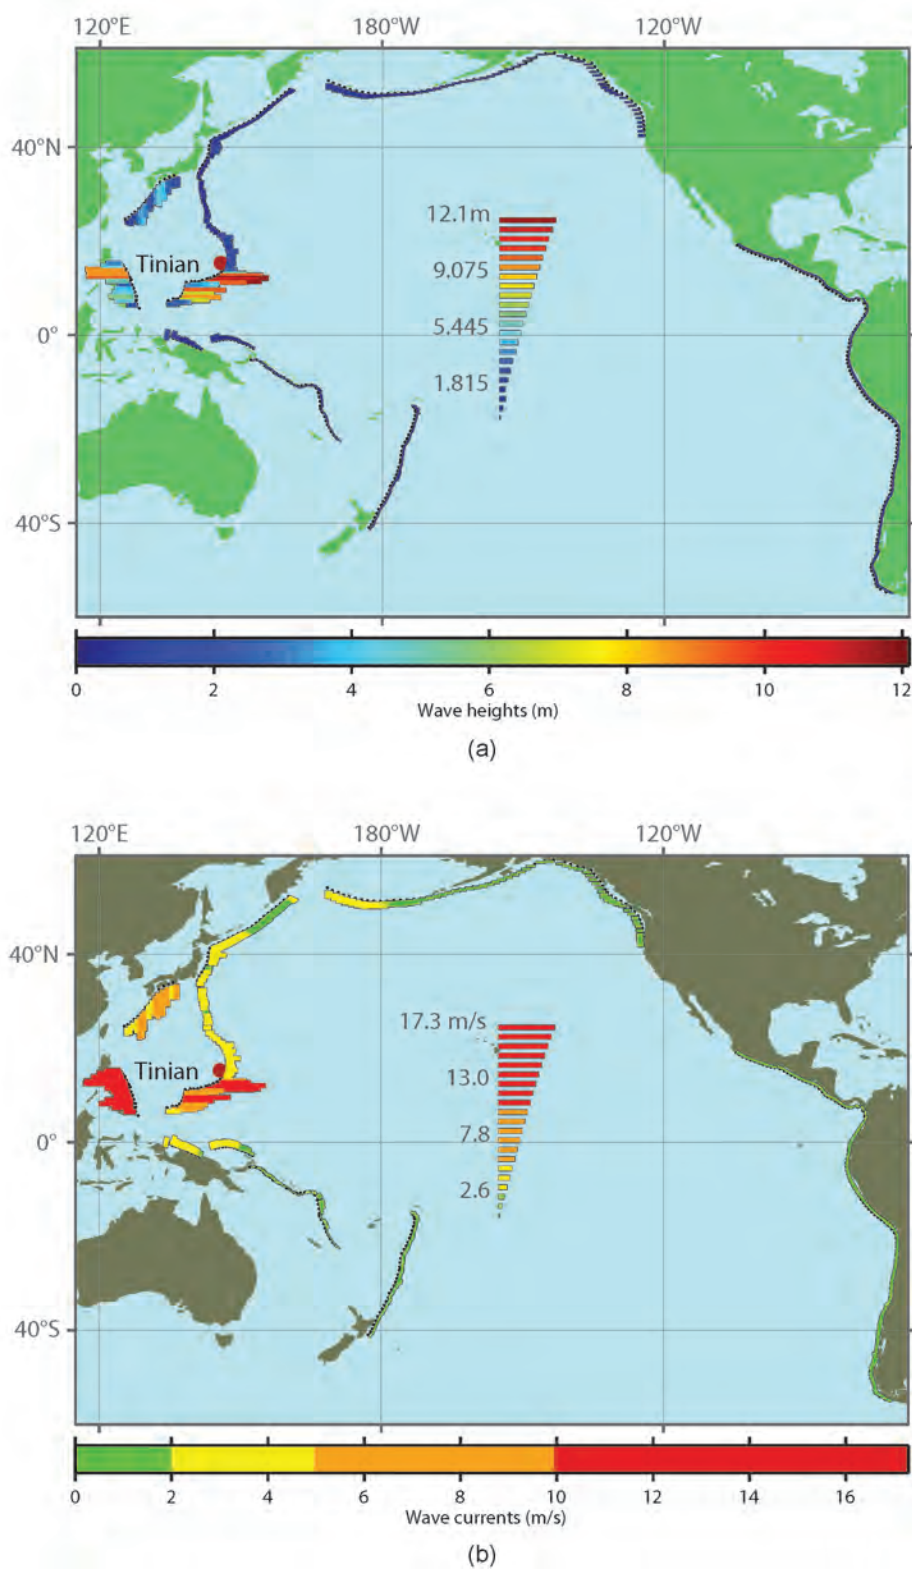 120°E 180°W 120°W
40°N
12.1m
Tinian
9.075
0°
5.445
1.815
40°S
0 2 4 6 8 10 12
Wave heights (m)
(a)
120°E 180°W 120°W
40°N
17.3 m/s
Tinian
13.0
0°
7.8
2.6
40°S
0 2 4 6 8 10 12 14 16
Wave currents (m/s)
(b)